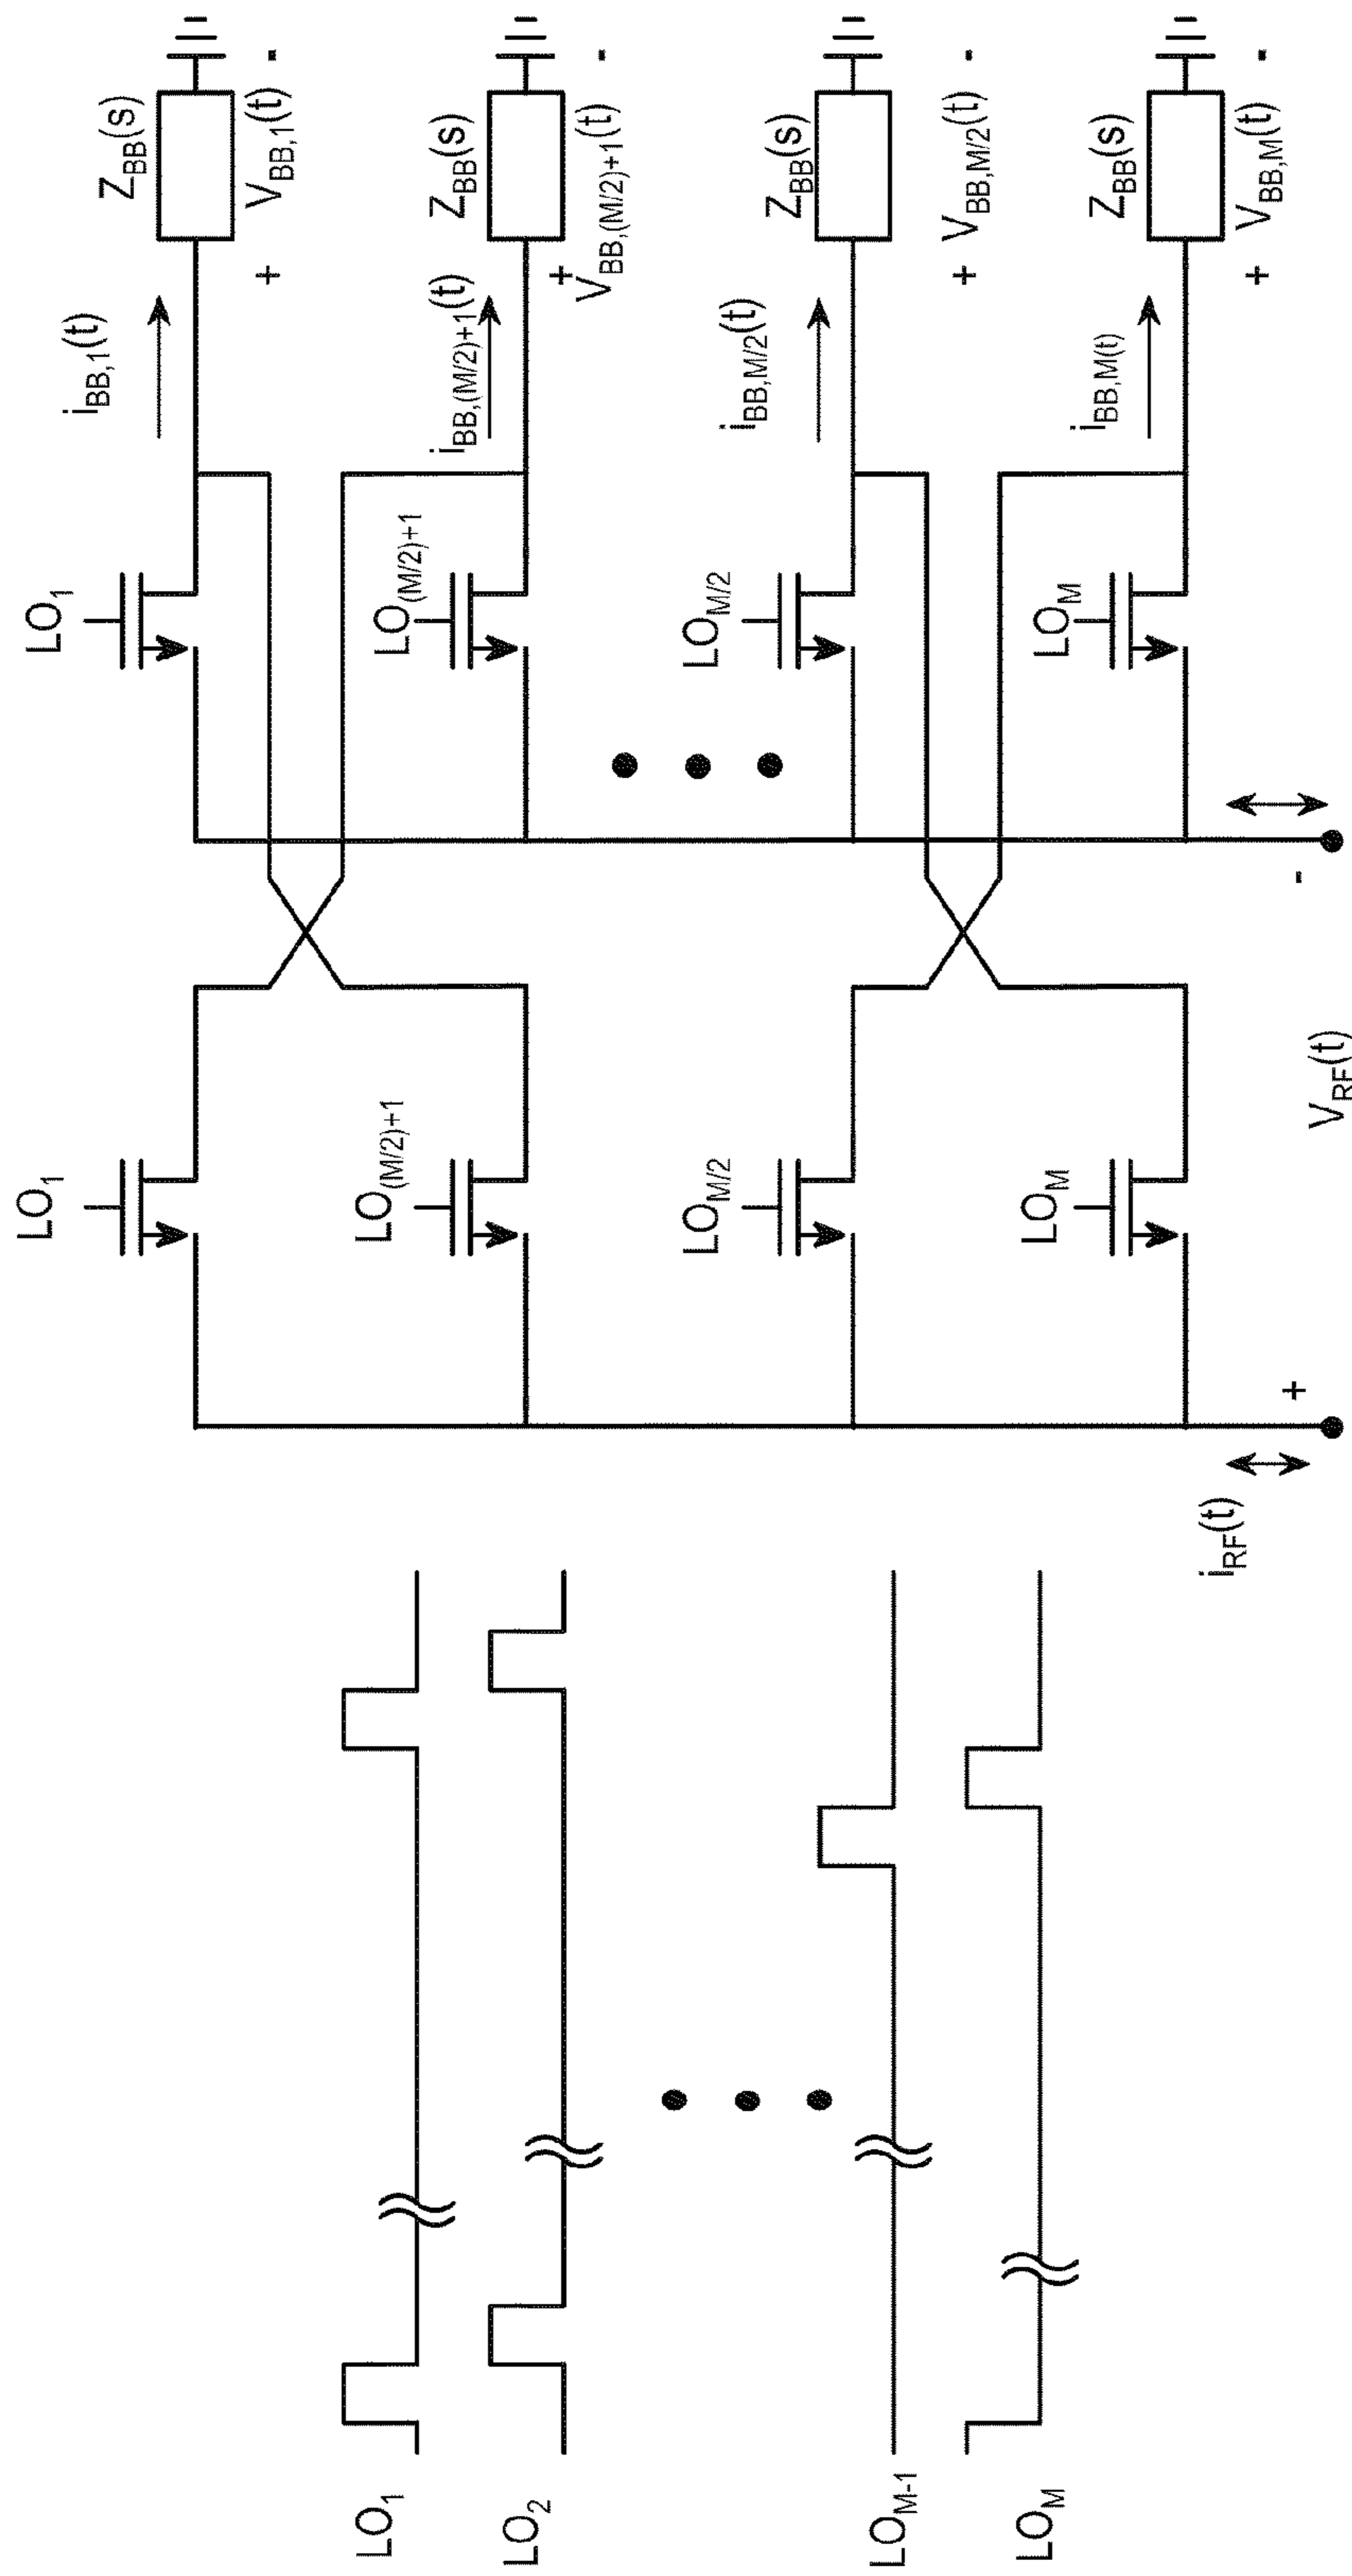 LO1
LO2
LOM-1
LOM
iRF(t)
+
VRF(t)
-
LO1
LO(M/2)+1
LOM/2
LOM
LO1
LO(M/2)+1
LOM/2
LOM
iBB,1(t)
iBB,(M/2)+1(t)
iBB,M/2(t)
iBB,M(t)
ZBB(s)
+ VBB,1(t) -
ZBB(s)
+ VBB,(M/2)+1(t) -
ZBB(s)
+ VBB,M/2(t) -
ZBB(s)
+ VBB,M(t) -